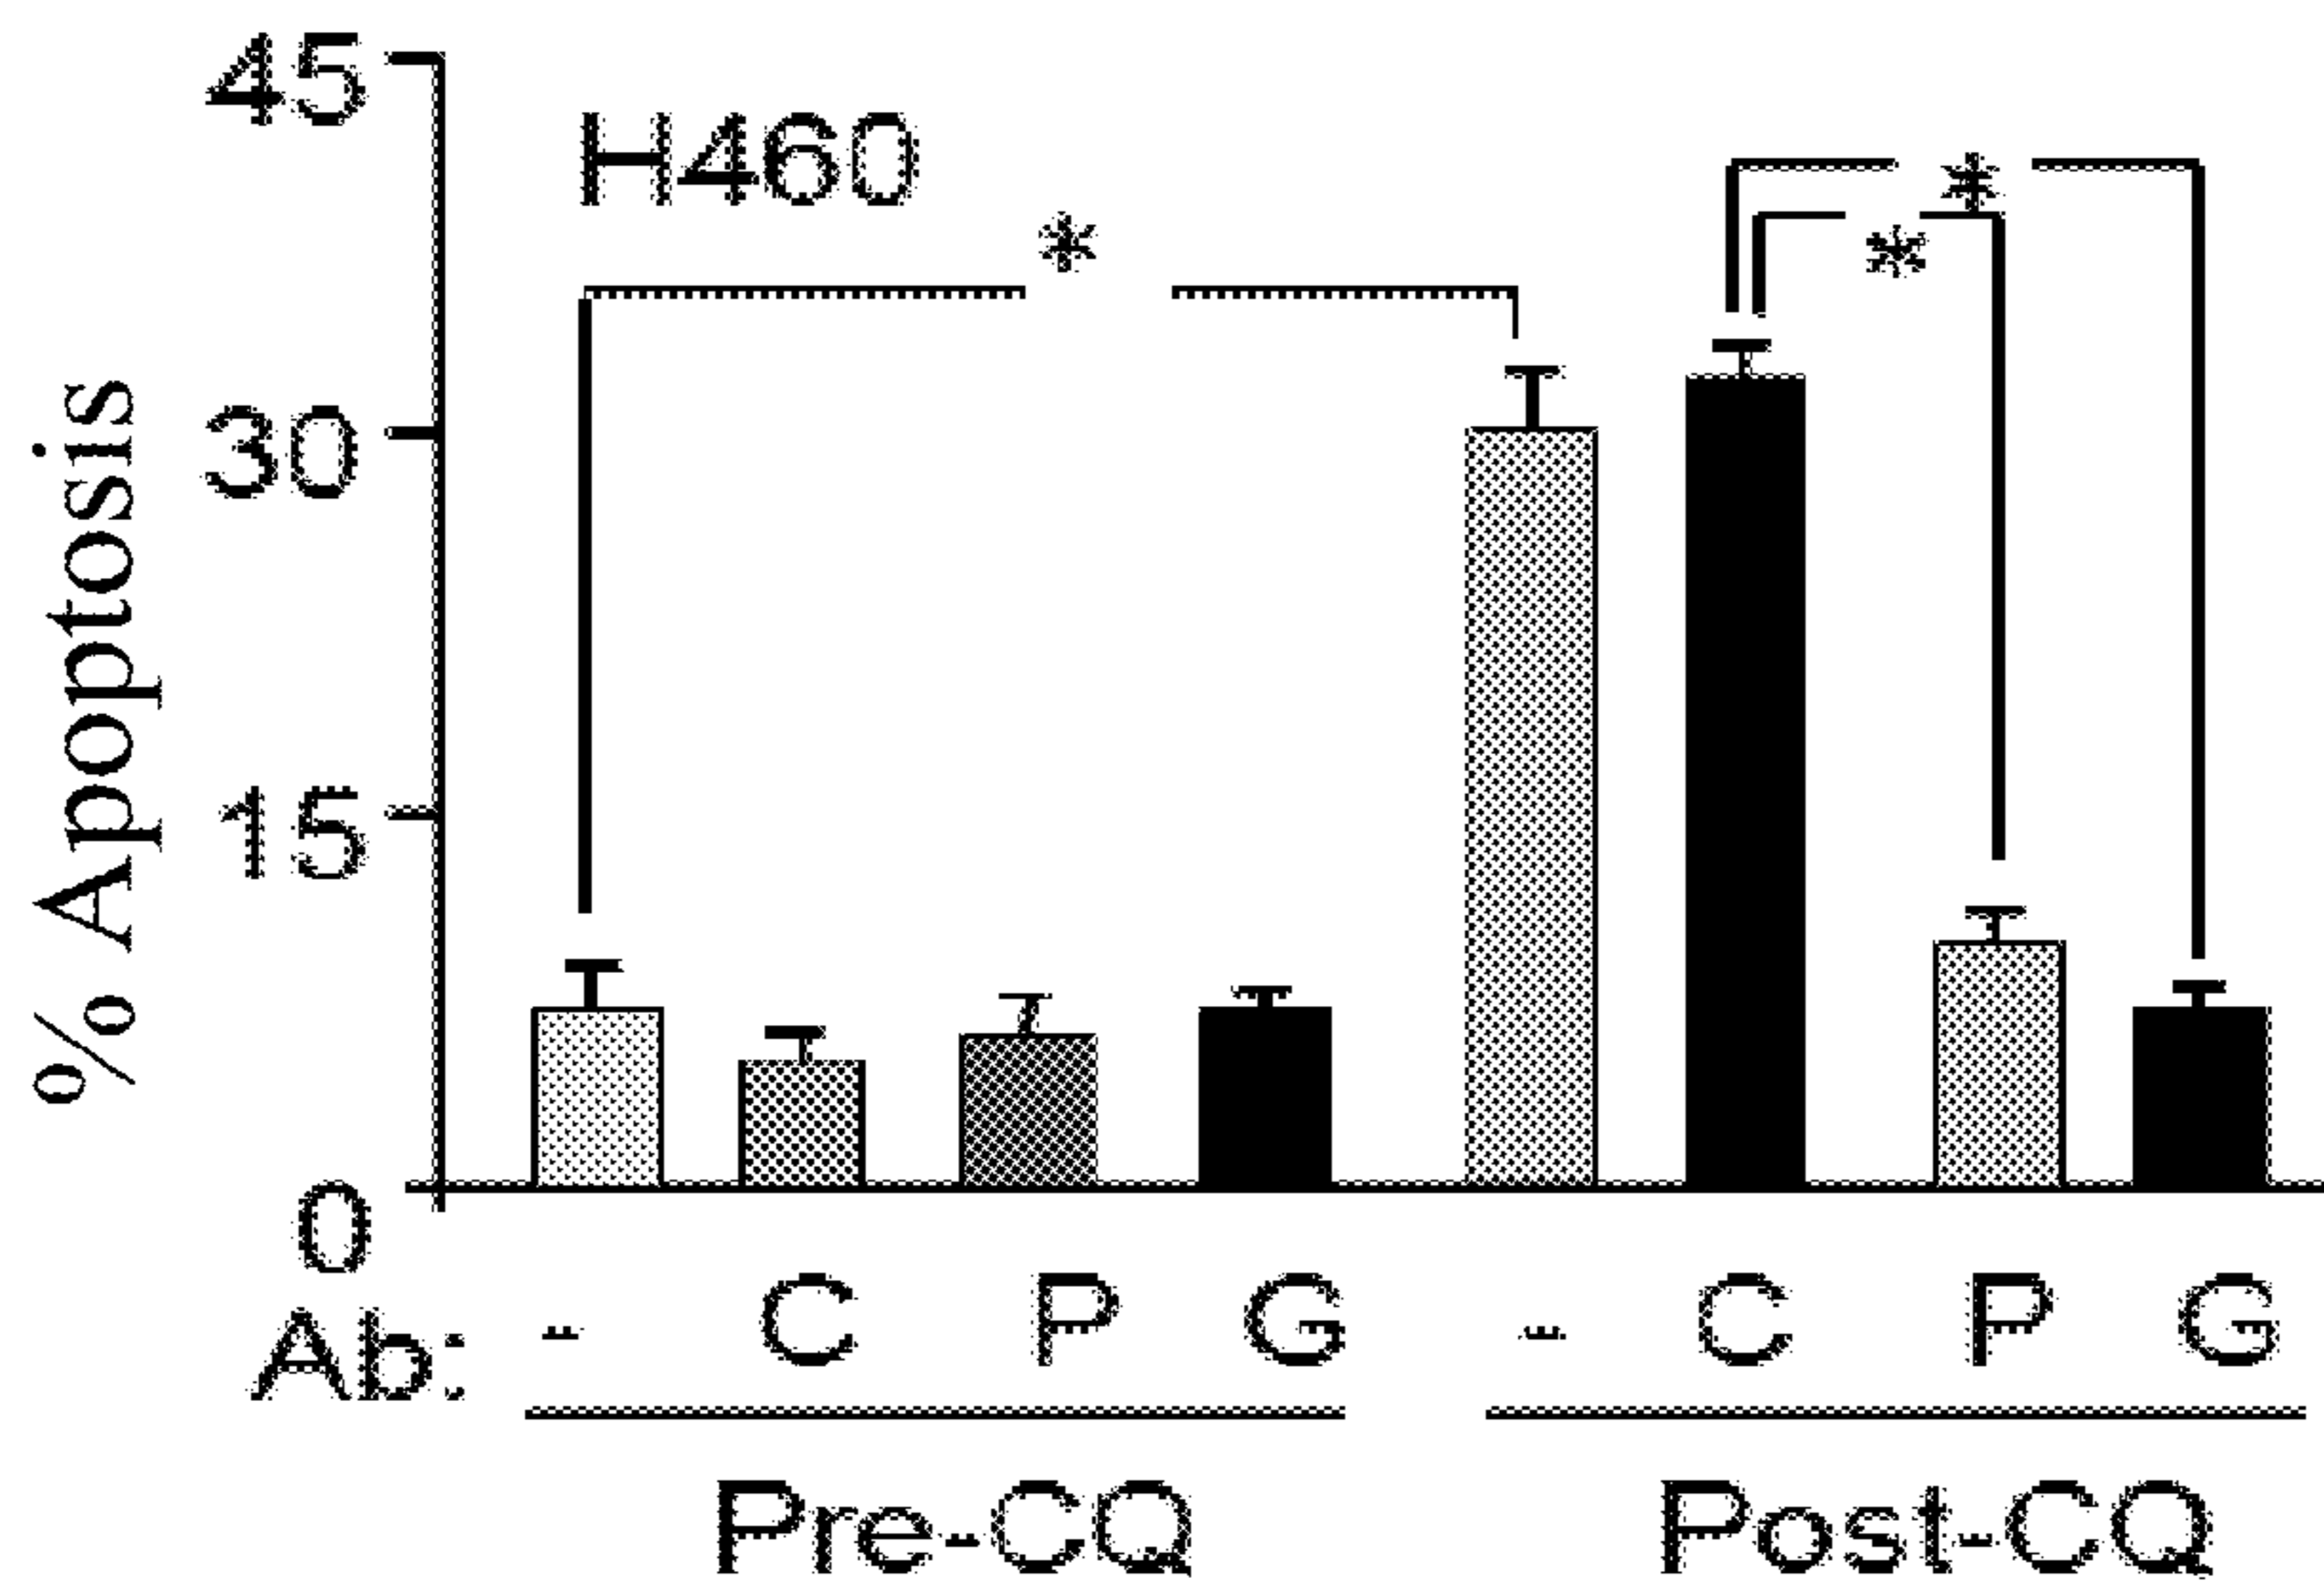 % Apoptosis
45
30
15
0
H460
*
*
*
Ab: - C P G - C P G
Pre-CQ Post-CQ